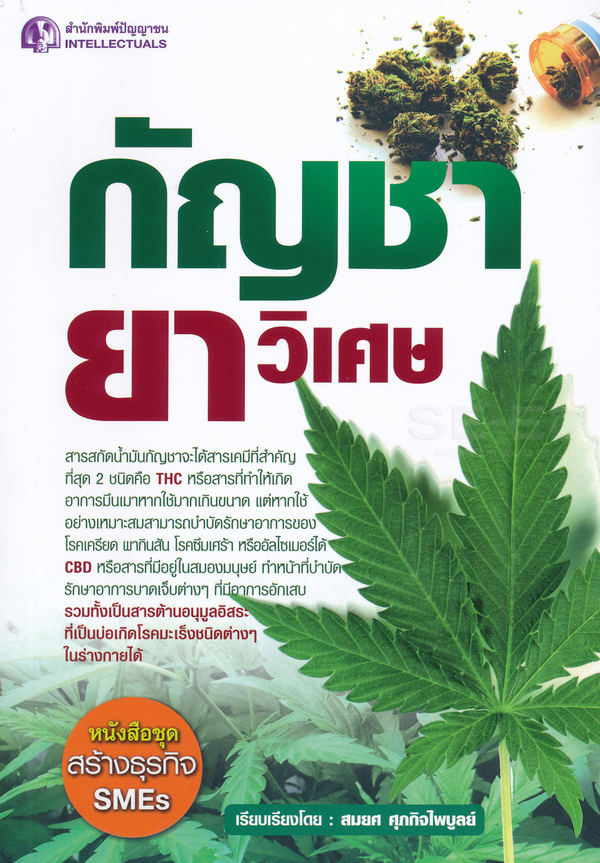 สำนักพิมพ์ปัญญาชน
INTELLECTUALS
กัญชา
ยาวิเศษ
สารสกัดน้ำมันกัญชาจะได้สารเคมีที่สำคัญ
ที่สุด 2 ชนิดคือ THC หรือสารที่ทำให้เกิด
อาการมึนเมาหากใช้มากเกินขนาด แต่หากใช้
อย่างเหมาะสมสามารถบำบัดรักษาอาการของ
โรคเครียด พากินสัน โรคซึมเศร้า หรืออัลไซเมอร์ได้
CBD หรือสารที่มีอยู่ในสมองมนุษย์ ทำหน้าที่บำบัด
รักษาอาการบาดเจ็บต่างๆ ที่มีอาการอักเสบ
รวมทั้งเป็นสารต้านอนุมูลอิสระ
ที่เป็นบ่อเกิดโรคมะเร็งชนิดต่างๆ
ในร่างกายได้
หนังสือชุด
สร้างธุรกิจ
SMEs
เรียบเรียงโดย : สมยศ ศุภกิจไพบูลย์